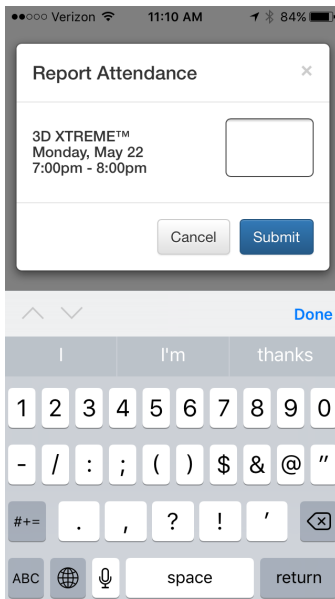 Verizon 11:10 AM 84%
Report Attendance ×
3D XTREME™
Monday, May 22
7:00pm - 8:00pm
Cancel Submit
Done
I I'm thanks
1 2 3 4 5 6 7 8 9 0
- / : ; ( ) $ & @ "
#+= . , ? ! '
ABC space return